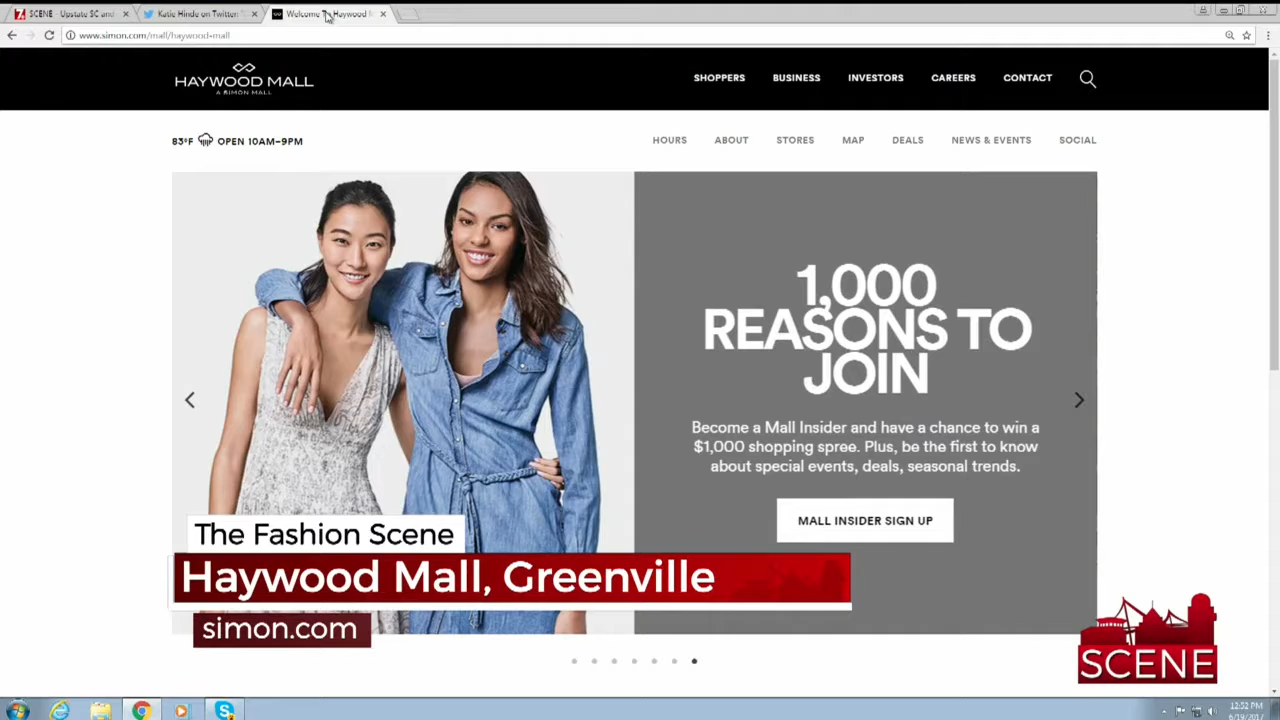 SCENE - Upstate SC and
Katie Hinde on Twitter:
Welcome To Haywood M
www.simon.com/mall/haywood-mall
HAYWOOD MALL
A SIMON MALL
SHOPPERS
BUSINESS
INVESTORS
CAREERS
CONTACT
83°F
OPEN 10AM–9PM
HOURS
ABOUT
STORES
MAP
DEALS
NEWS & EVENTS
SOCIAL
1,000
REASONS TO
JOIN
Become a Mall Insider and have a chance to win a
$1,000 shopping spree. Plus, be the first to know
about special events, deals, seasonal trends.
MALL INSIDER SIGN UP
The Fashion Scene
Haywood Mall, Greenville
simon.com
SCENE
12:52 PM
6/19/2017